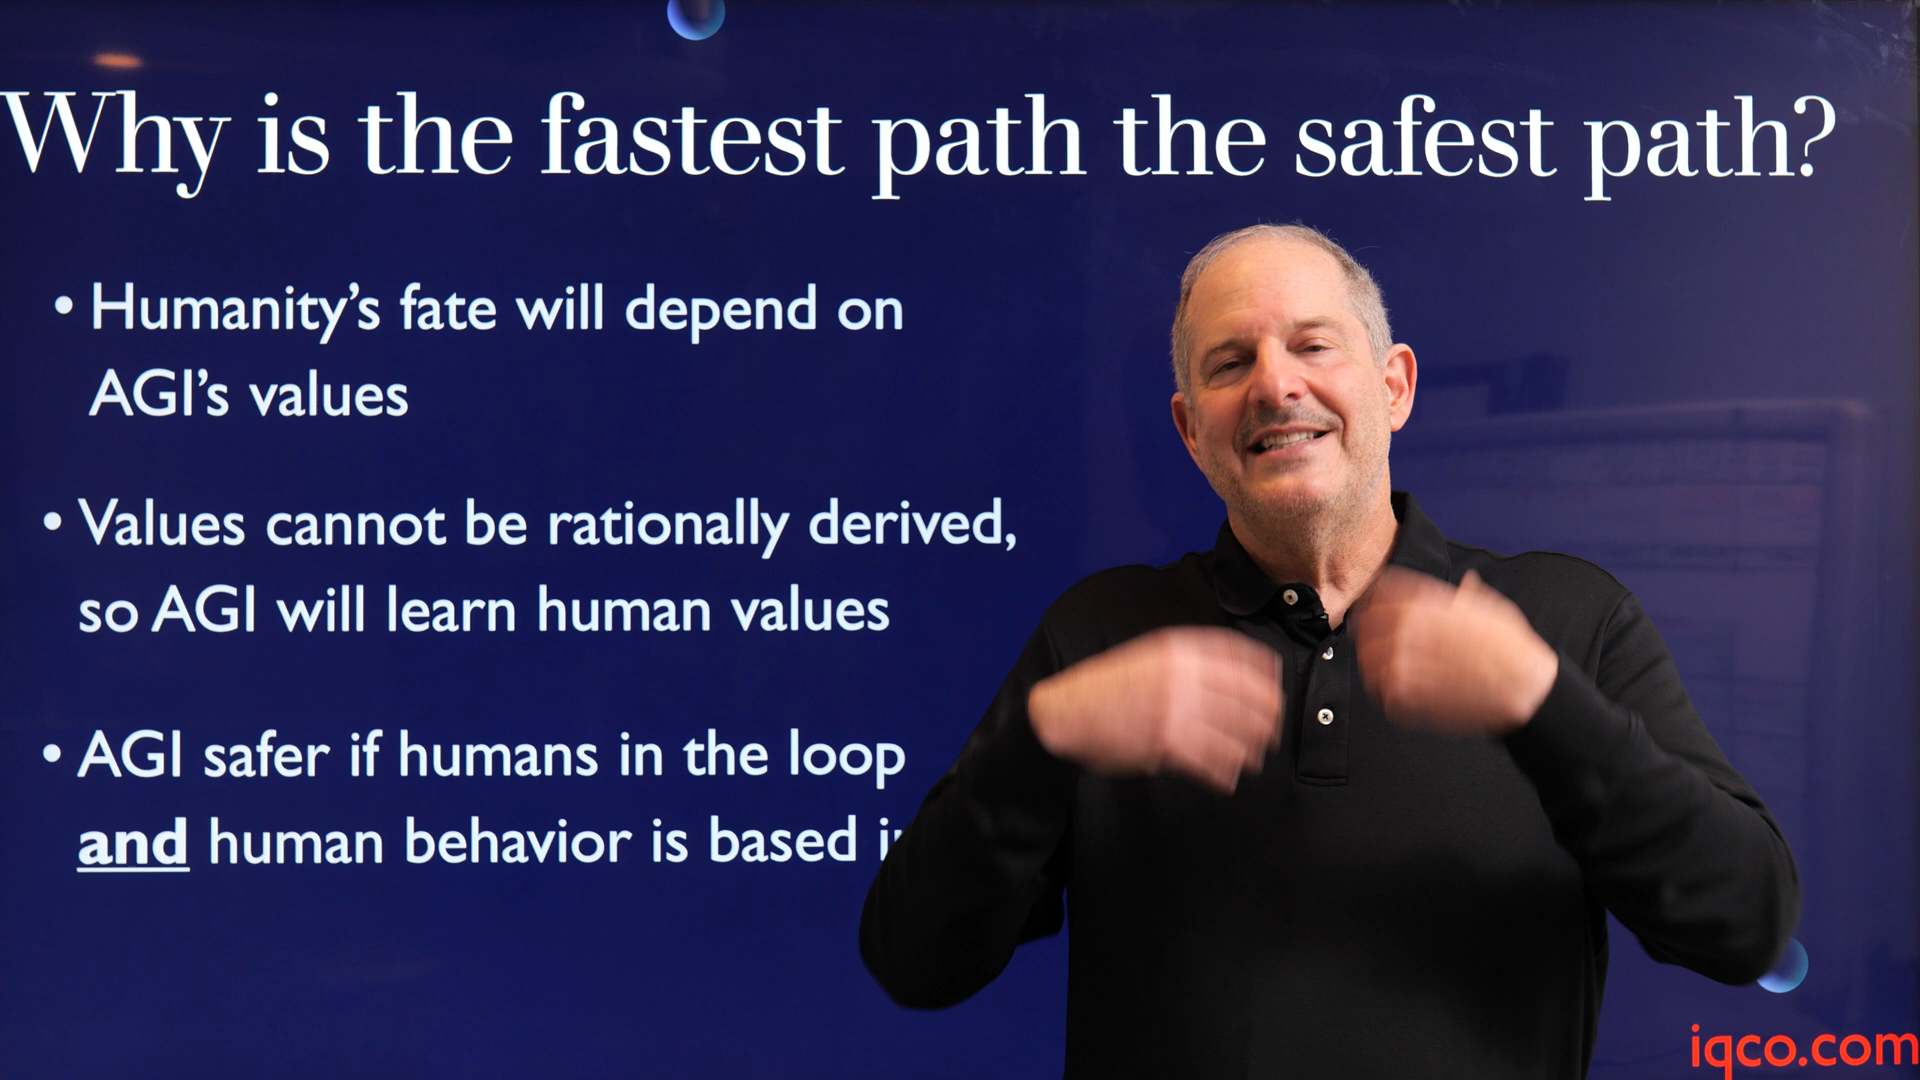 Why is the fastest path the safest path?
• Humanity’s fate will depend on
AGI’s values
• Values cannot be rationally derived,
so AGI will learn human values
• AGI safer if humans in the loop
and human behavior is based
iqco.com